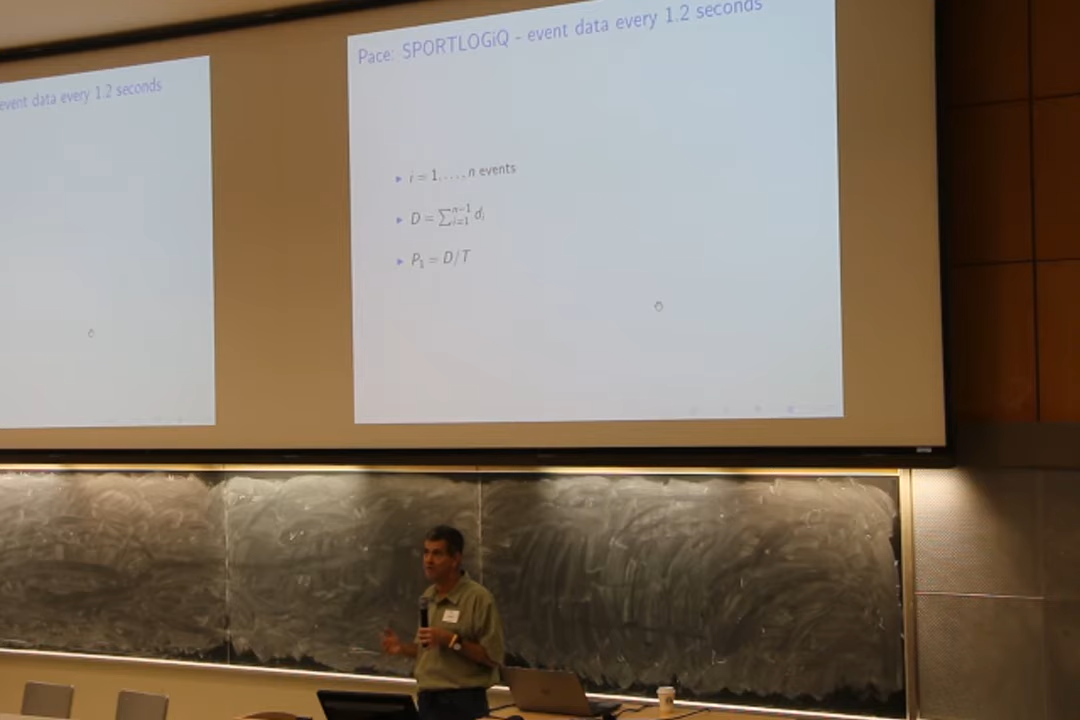 event data every 1.2 seconds
Pace: SPORTLOGiQ - event data every 1.2 seconds
▸ i = 1, . . . , n events
▸ D = ∑_{i=1}^{n−1} d_i
▸ P_1 = D/T